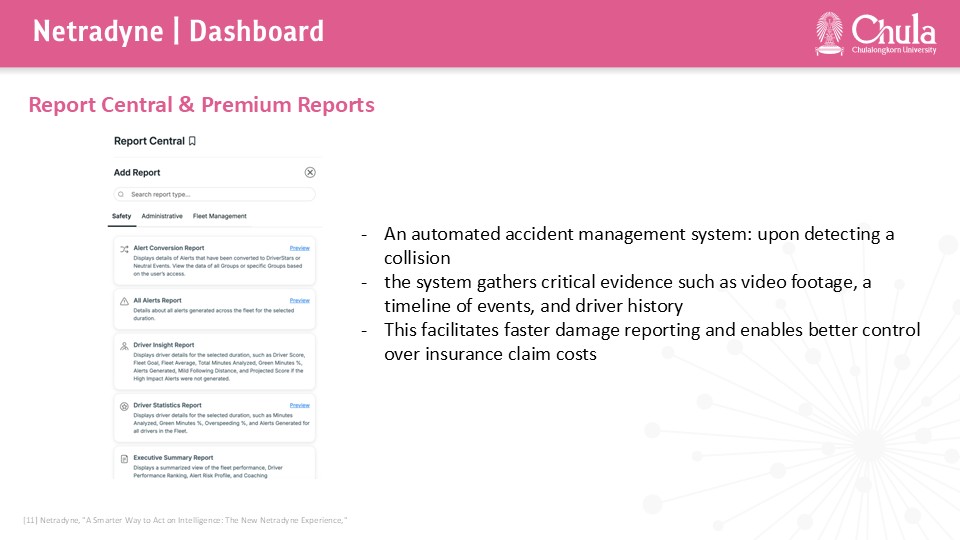 Netradyne | Dashboard
Chula
Chulalongkorn University
Report Central & Premium Reports
Report Central
Add Report
Search report type...
Safety Administrative Fleet Management
Alert Conversion Report Preview
Displays details of Alerts that have been converted to DriverStars or
Neutral Events. View the data of all Groups or specific Groups based
on the user's access.
All Alerts Report Preview
Details about all alerts generated across the fleet for the selected
duration.
Driver Insight Report
Displays driver details for the selected duration, such as Driver Score,
Fleet Goal, Fleet Average, Total Minutes Analyzed, Green Minutes %,
Alerts Generated, Mild Following Distance, and Projected Score if the
High Impact Alerts were not generated.
Driver Statistics Report Preview
Displays driver details for the selected duration, such as Minutes
Analyzed, Green Minutes %, Overspeeding %, and Alerts Generated for
all drivers in the Fleet.
Executive Summary Report
Displays a summarized view of the fleet performance, Driver
Performance Ranking, Alert Risk Profile, and Coaching
- An automated accident management system: upon detecting a
collision
- the system gathers critical evidence such as video footage, a
timeline of events, and driver history
- This facilitates faster damage reporting and enables better control
over insurance claim costs
[11] Netradyne, "A Smarter Way to Act on Intelligence: The New Netradyne Experience,"